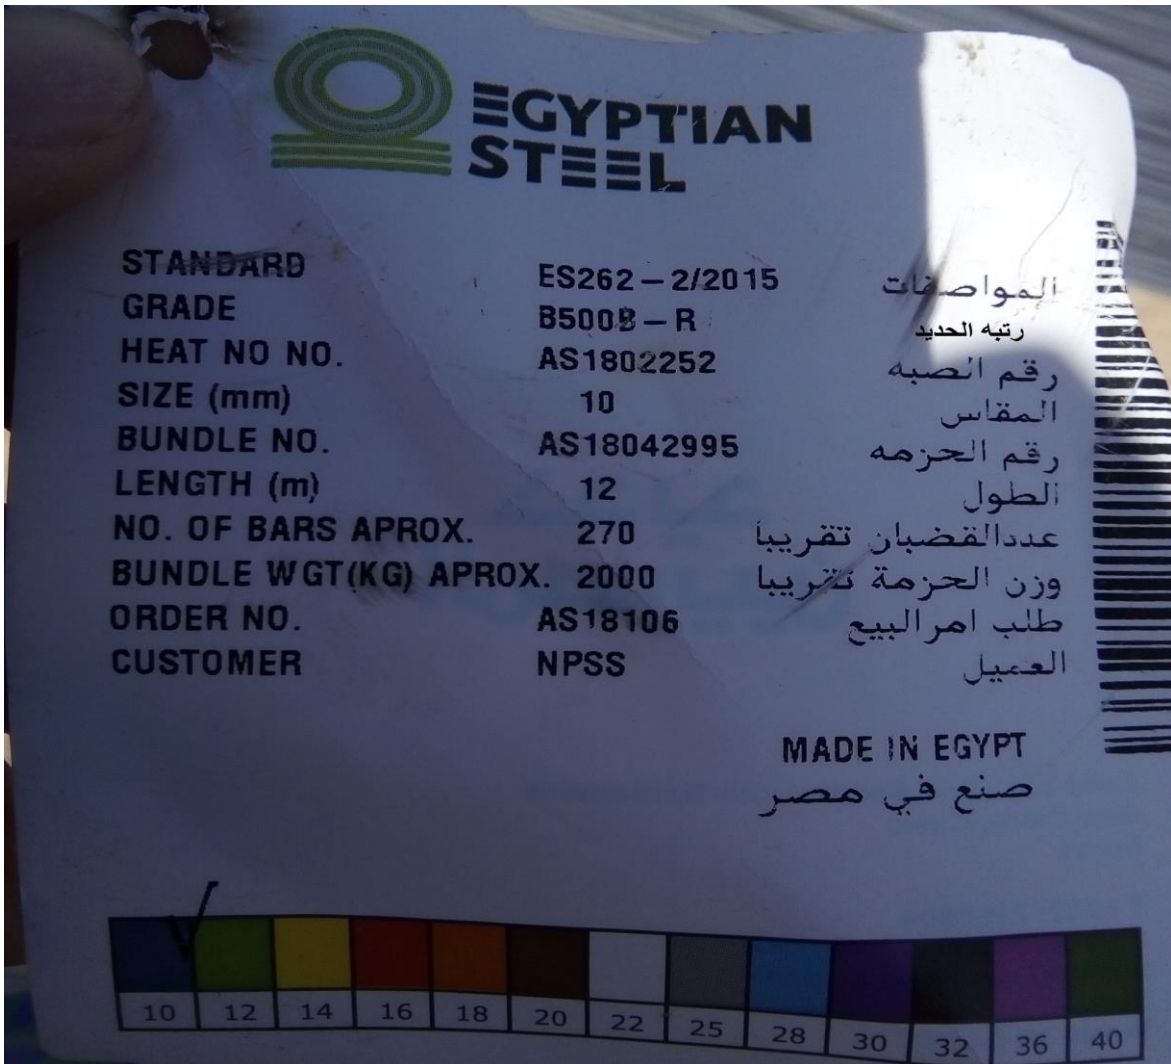 EGYPTIAN
STEEL
STANDARD ES262-2/2015 المواصفات
GRADE B500B-R رتبه الحديد
HEAT NO NO. AS1802252 رقم الصبه
SIZE (mm) 10 المقاس
BUNDLE NO. AS18042995 رقم الحزمه
LENGTH (m) 12 الطول
NO. OF BARS APROX. 270 عددالقضبان تقريبا
BUNDLE WGT(KG) APROX. 2000 وزن الحزمة تقريبا
ORDER NO. AS18106 طلب امرالبيع
CUSTOMER NPSS العميل
MADE IN EGYPT
صنع في مصر
10 12 14 16 18 20 22 25 28 30 32 36 40